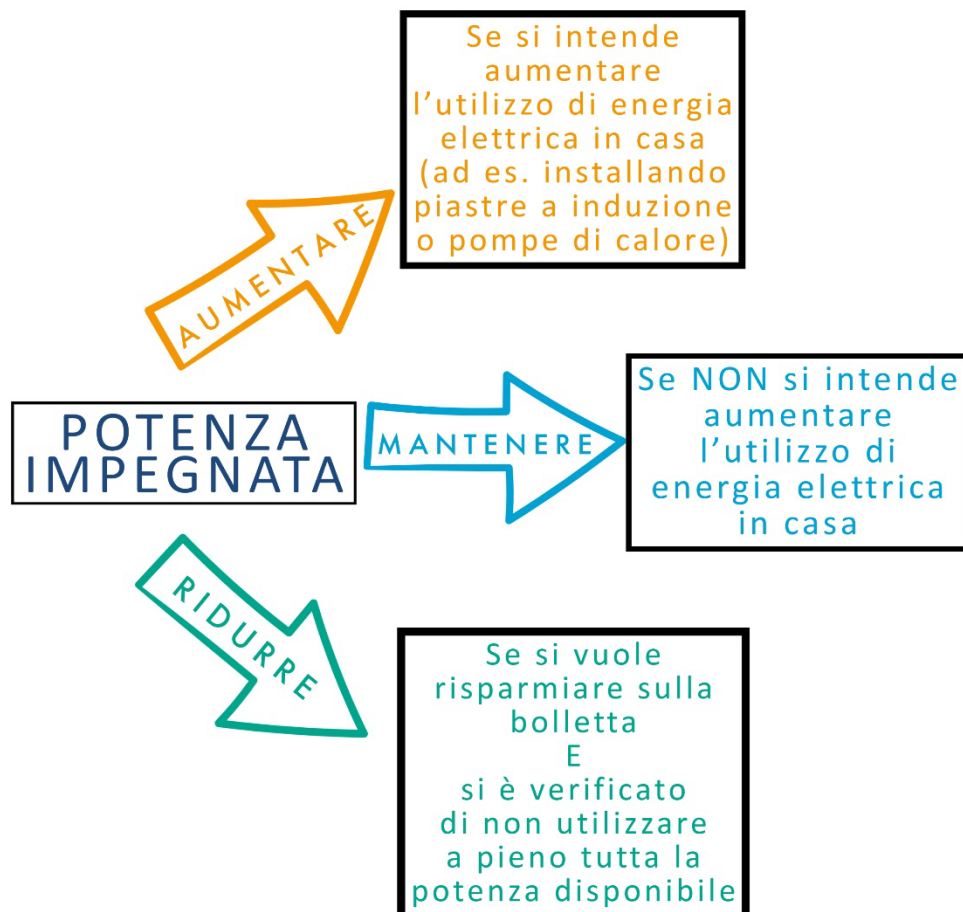 Se si intende
aumentare
l’utilizzo di energia
elettrica in casa
(ad es. installando
piastre a induzione
o pompe di calore)
AUMENTARE
POTENZA
IMPEGNATA
MANTENERE
Se NON si intende
aumentare
l’utilizzo di
energia elettrica
in casa
RIDURRE
Se si vuole
risparmiare sulla
bolletta
E
si è verificato
di non utilizzare
a pieno tutta la
potenza disponibile